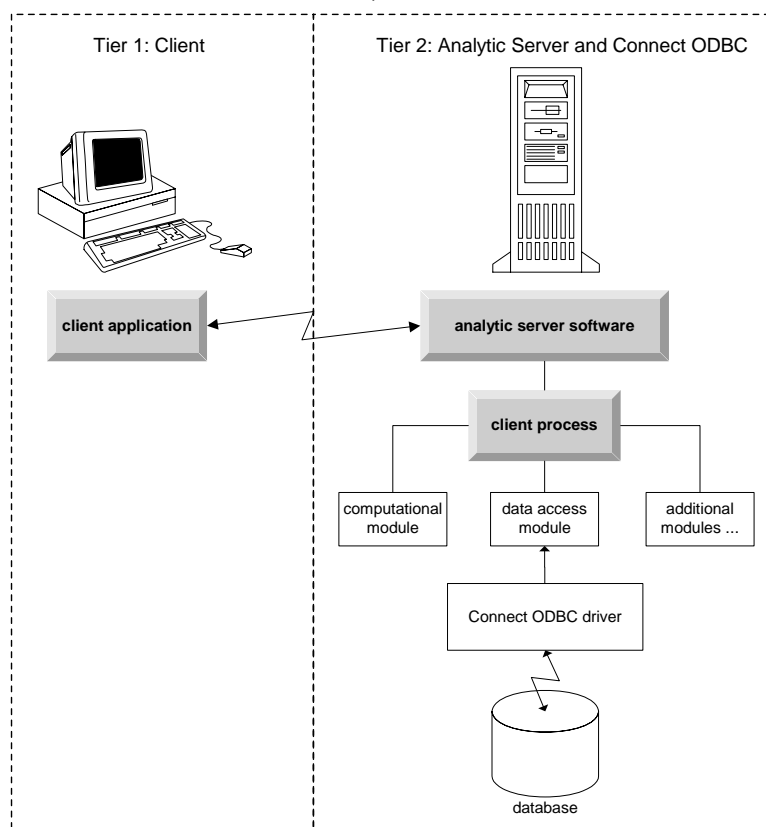 Tier 1: Client
Tier 2: Analytic Server and Connect ODBC
client application
analytic server software
client process
computational
module
data access
module
additional
modules ...
Connect ODBC driver
database